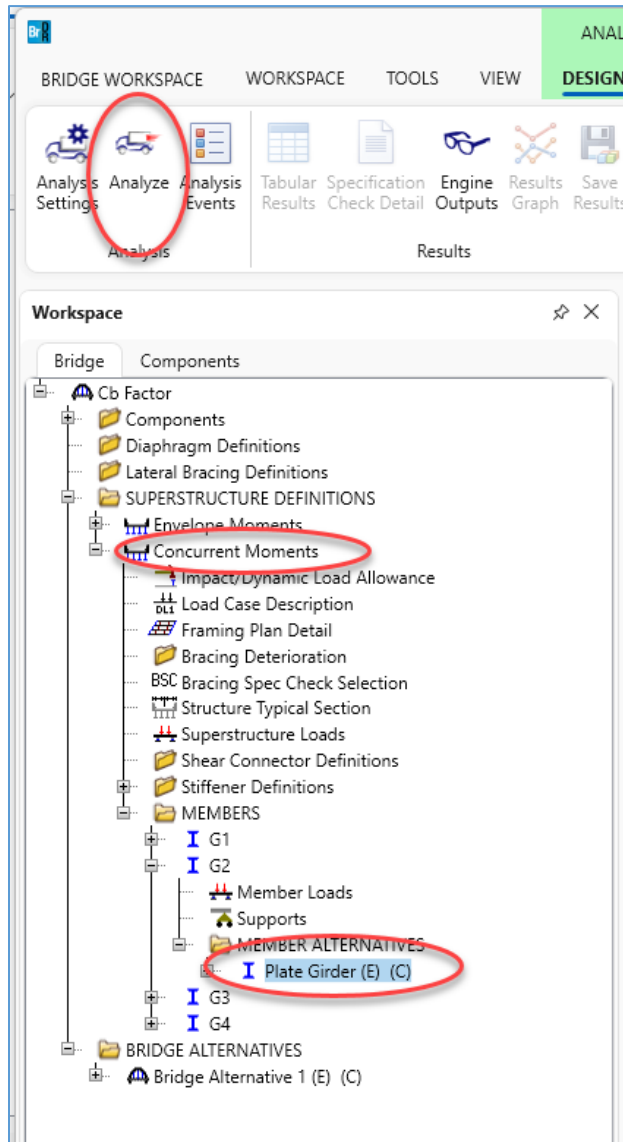 Br DR
ANAL
BRIDGE WORKSPACE WORKSPACE TOOLS VIEW DESIGN
Analysis Settings Analyze Analysis Events Tabular Results Specification Check Detail Engine Outputs Results Graph Save Results
Analysis Results
Workspace
Bridge Components
Cb Factor
Components
Diaphragm Definitions
Lateral Bracing Definitions
SUPERSTRUCTURE DEFINITIONS
Envelope Moments
Concurrent Moments
Impact/Dynamic Load Allowance
DL1 Load Case Description
Framing Plan Detail
Bracing Deterioration
BSC Bracing Spec Check Selection
Structure Typical Section
Superstructure Loads
Shear Connector Definitions
Stiffener Definitions
MEMBERS
G1
G2
Member Loads
Supports
MEMBER ALTERNATIVES
Plate Girder (E) (C)
G3
G4
BRIDGE ALTERNATIVES
Bridge Alternative 1 (E) (C)